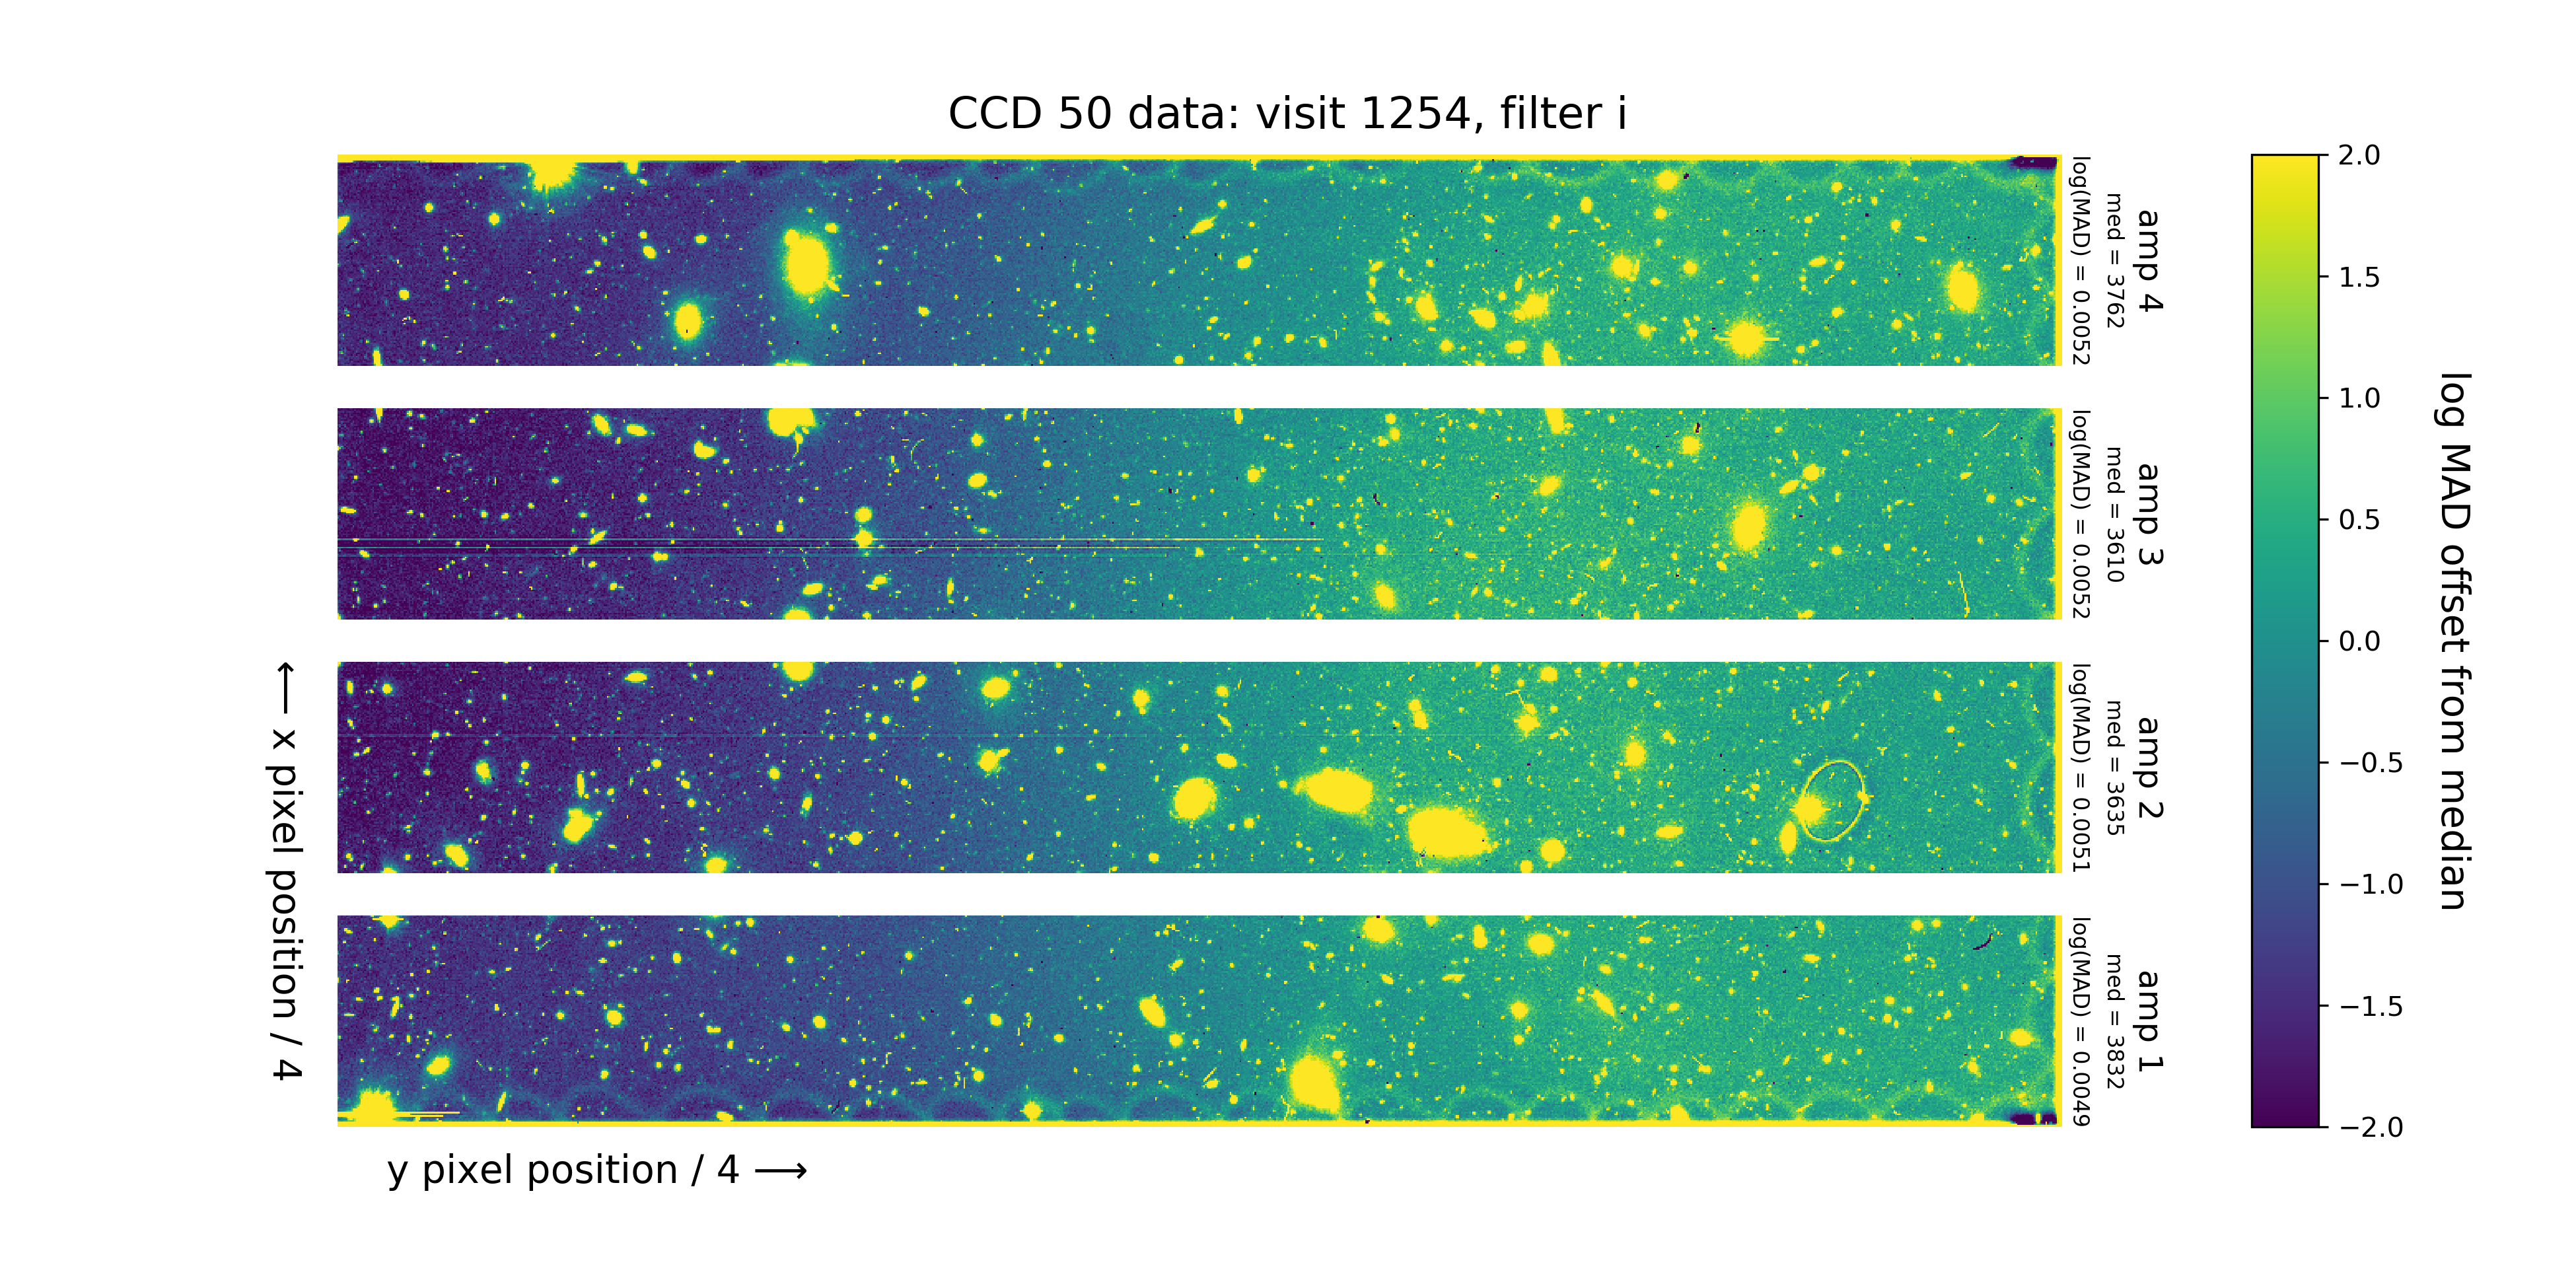 CCD 50 data: visit 1254, filter i
amp 4
med = 3762
log(MAD) = 0.0052
amp 3
med = 3610
log(MAD) = 0.0052
amp 2
med = 3635
log(MAD) = 0.0051
amp 1
med = 3832
log(MAD) = 0.0049
⟵ x pixel position / 4
y pixel position / 4 ⟶
2.0
1.5
1.0
0.5
0.0
−0.5
−1.0
−1.5
−2.0
log MAD offset from median